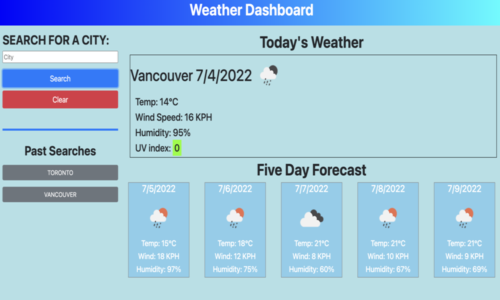 Weather Dashboard
SEARCH FOR A CITY:
City
Search
Clear
Past Searches
TORONTO
VANCOUVER
Today's Weather
Vancouver 7/4/2022
Temp: 14°C
Wind Speed: 16 KPH
Humidity: 95%
UV index: 0
Five Day Forecast
7/5/2022
Temp: 15°C
Wind: 18 KPH
Humidity: 97%
7/6/2022
Temp: 18°C
Wind: 12 KPH
Humidity: 75%
7/7/2022
Temp: 21°C
Wind: 8 KPH
Humidity: 60%
7/8/2022
Temp: 21°C
Wind: 10 KPH
Humidity: 67%
7/9/2022
Temp: 21°C
Wind: 9 KPH
Humidity: 69%